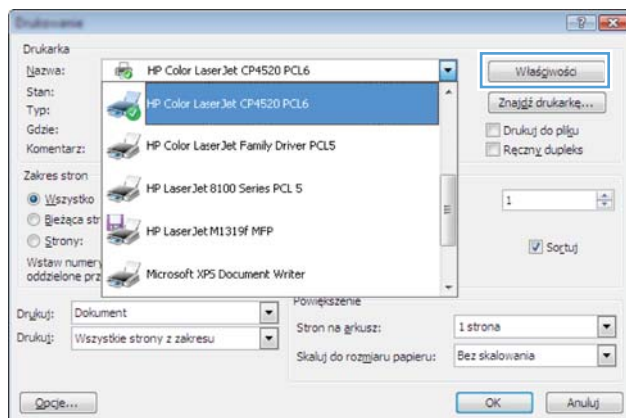 Drukowanie
Drukarka
Nazwa: HP Color LaserJet CP4520 PCL6 Właściwości
Stan:
HP Color LaserJet CP4520 PCL6 Znajdź drukarkę...
Typ:
Gdzie: Drukuj do pliku
HP Color LaserJet Family Driver PCL5
Komentarz: Ręczny dupleks
Zakres stron
HP LaserJet 8100 Series PCL 5
Wszystko 1
Bieżąca str
HP LaserJet M1319f MFP
Strony: Sortuj
Wstaw numery
oddzielone prz
Microsoft XPS Document Writer
Powiększenie
Drukuj: Dokument
Stron na arkusz: 1 strona
Drukuj: Wszystkie strony z zakresu
Skaluj do rozmiaru papieru: Bez skalowania
Opcje... OK Anuluj